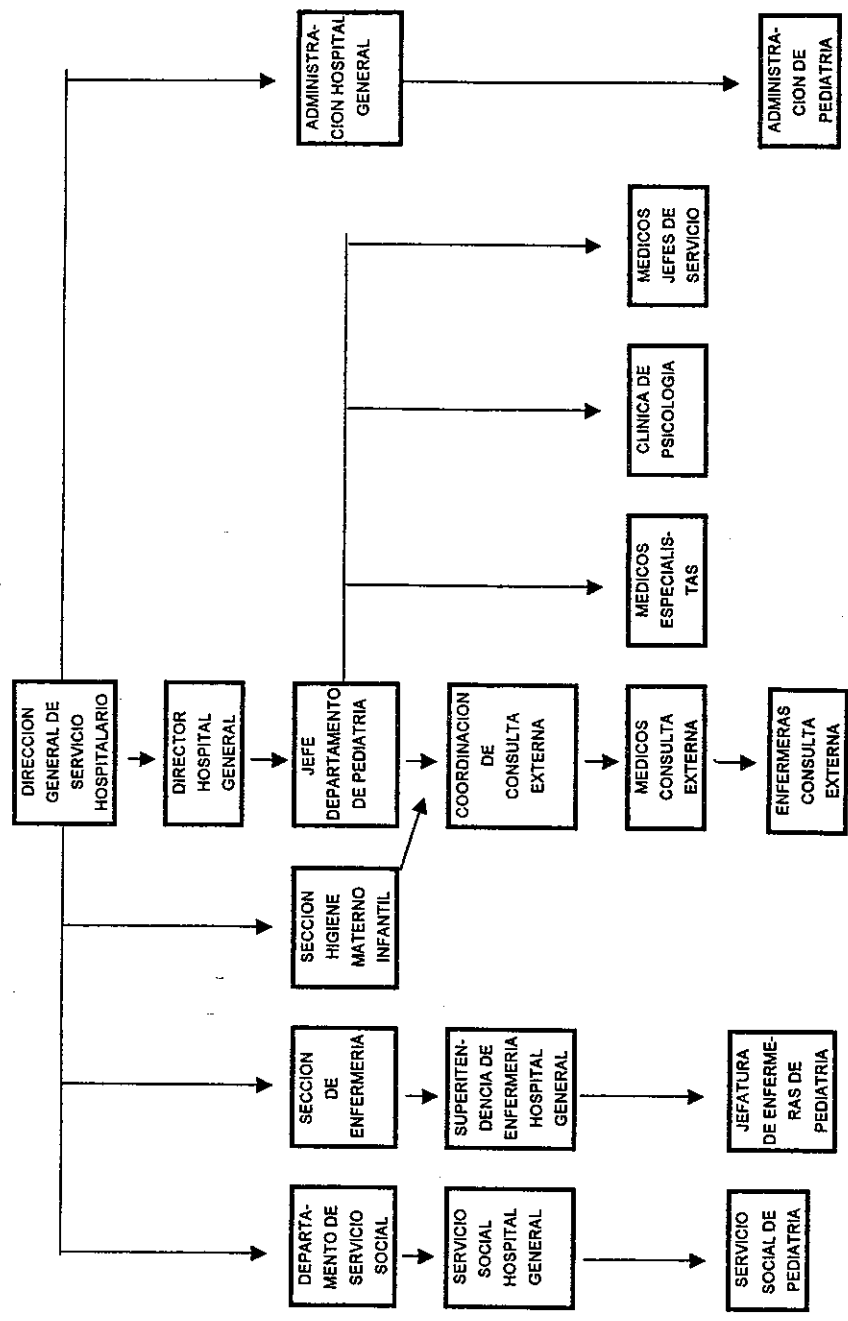 DIRECCION
GENERAL DE
SERVICIO
HOSPITALARIO
DIRECTOR
HOSPITAL
GENERAL
DEPARTA-
MENTO DE
SERVICIO
SOCIAL
SECCION
DE
ENFERMERIA
SECCION
HIGIENE
MATERNO
INFANTIL
JEFE
DEPARTAMENTO
DE PEDIATRIA
ADMINISTRA-
CION HOSPITAL
GENERAL
SERVICIO
SOCIAL
HOSPITAL
GENERAL
SUPERITEN-
DENCIA DE
ENFERMERIA
HOSPITAL
GENERAL
COORDINACION
DE
CONSULTA
EXTERNA
MEDICOS
CONSULTA
EXTERNA
MEDICOS
ESPECIALIS-
TAS
CLINICA DE
PSICOLOGIA
MEDICOS
JEFES DE
SERVICIO
SERVICIO
SOCIAL DE
PEDIATRIA
JEFATURA
DE ENFERME-
RAS DE
PEDIATRIA
ENFERMERAS
CONSULTA
EXTERNA
ADMINISTRA-
CION DE
PEDIATRIA